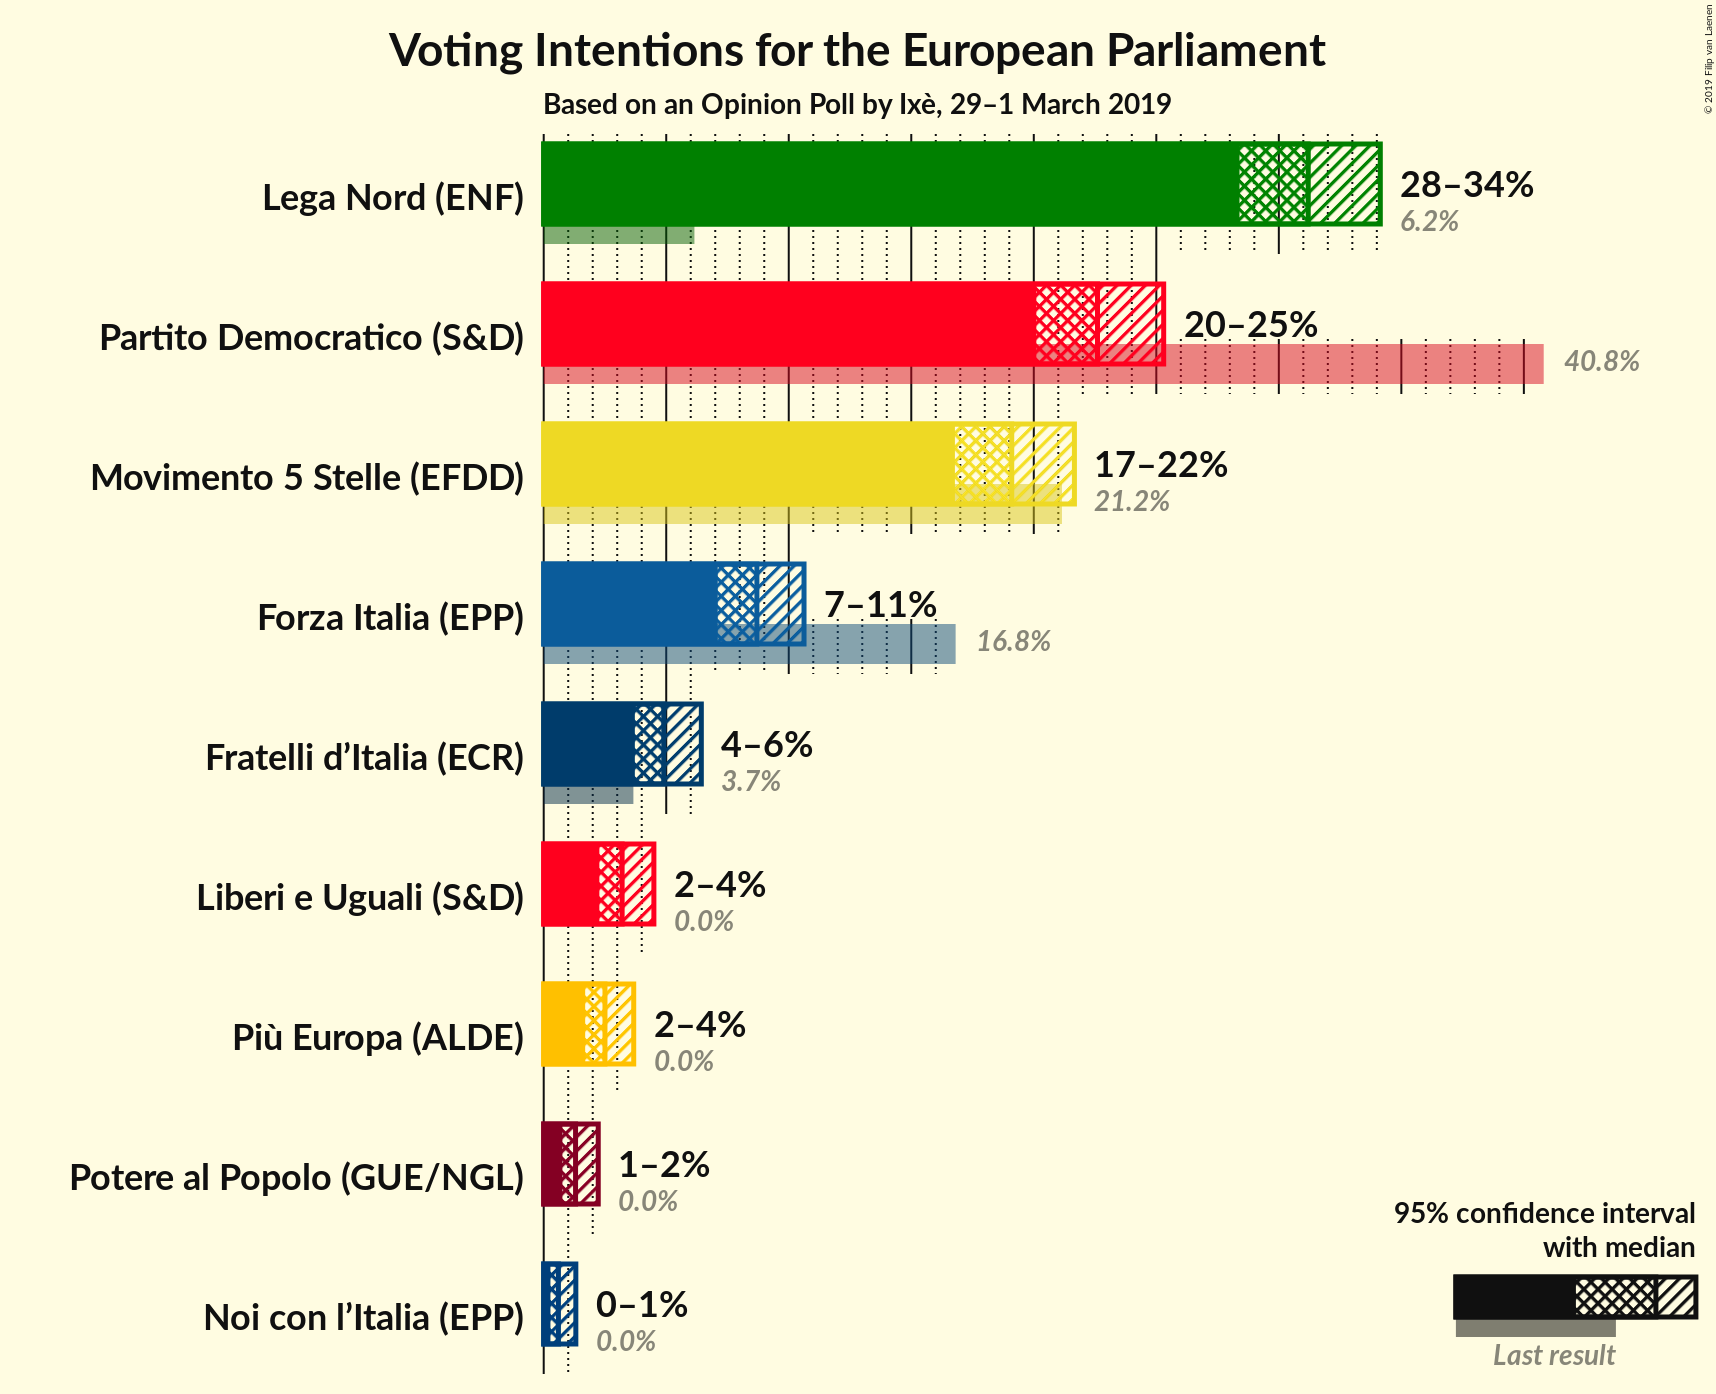 Voting Intentions for the European Parliament
Based on an Opinion Poll by Ixè, 29–1 March 2019
© 2019 Filip van Laenen
Lega Nord (ENF)
28–34%
6.2%
Partito Democratico (S&D)
20–25%
40.8%
Movimento 5 Stelle (EFDD)
17–22%
21.2%
Forza Italia (EPP)
7–11%
16.8%
Fratelli d’Italia (ECR)
4–6%
3.7%
Liberi e Uguali (S&D)
2–4%
0.0%
Più Europa (ALDE)
2–4%
0.0%
Potere al Popolo (GUE/NGL)
1–2%
0.0%
Noi con l’Italia (EPP)
0–1%
0.0%
95% confidence interval
with median
Last result